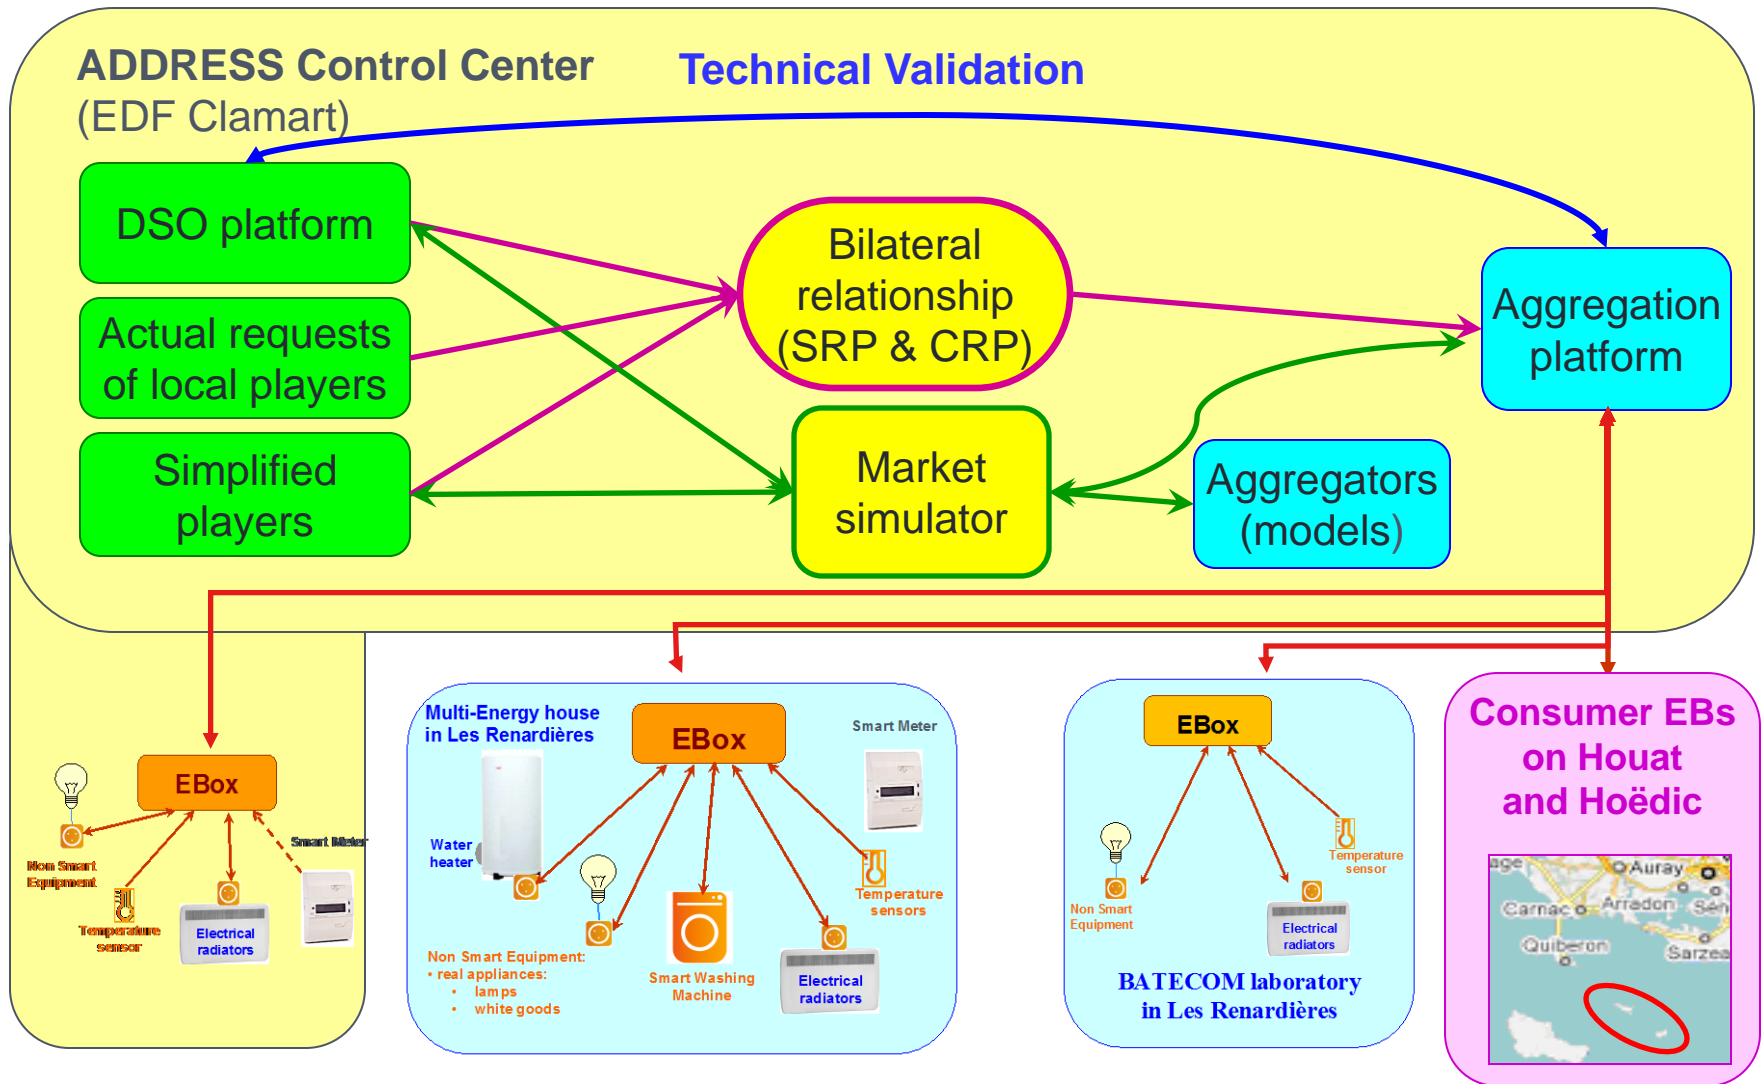 ADDRESS Control Center
(EDF Clamart)
Technical Validation
DSO platform
Actual requests
of local players
Simplified
players
Bilateral
relationship
(SRP & CRP)
Market
simulator
Aggregation
platform
Aggregators
(models)
EBox
Non Smart
Equipment
Temperature
sensor
Electrical
radiators
Smart Meter
Multi-Energy house
in Les Renardières
EBox
Smart Meter
Water
heater
Temperature
sensors
Non Smart Equipment:
• real appliances:
• lamps
• white goods
Smart Washing
Machine
Electrical
radiators
EBox
Temperature
sensor
Non Smart
Equipment
Electrical
radiators
BATECOM laboratory
in Les Renardières
Consumer EBs
on Houat
and Hoëdic
age
Auray
Carnac
Arradon
Sén
Quiberon
Sarzea